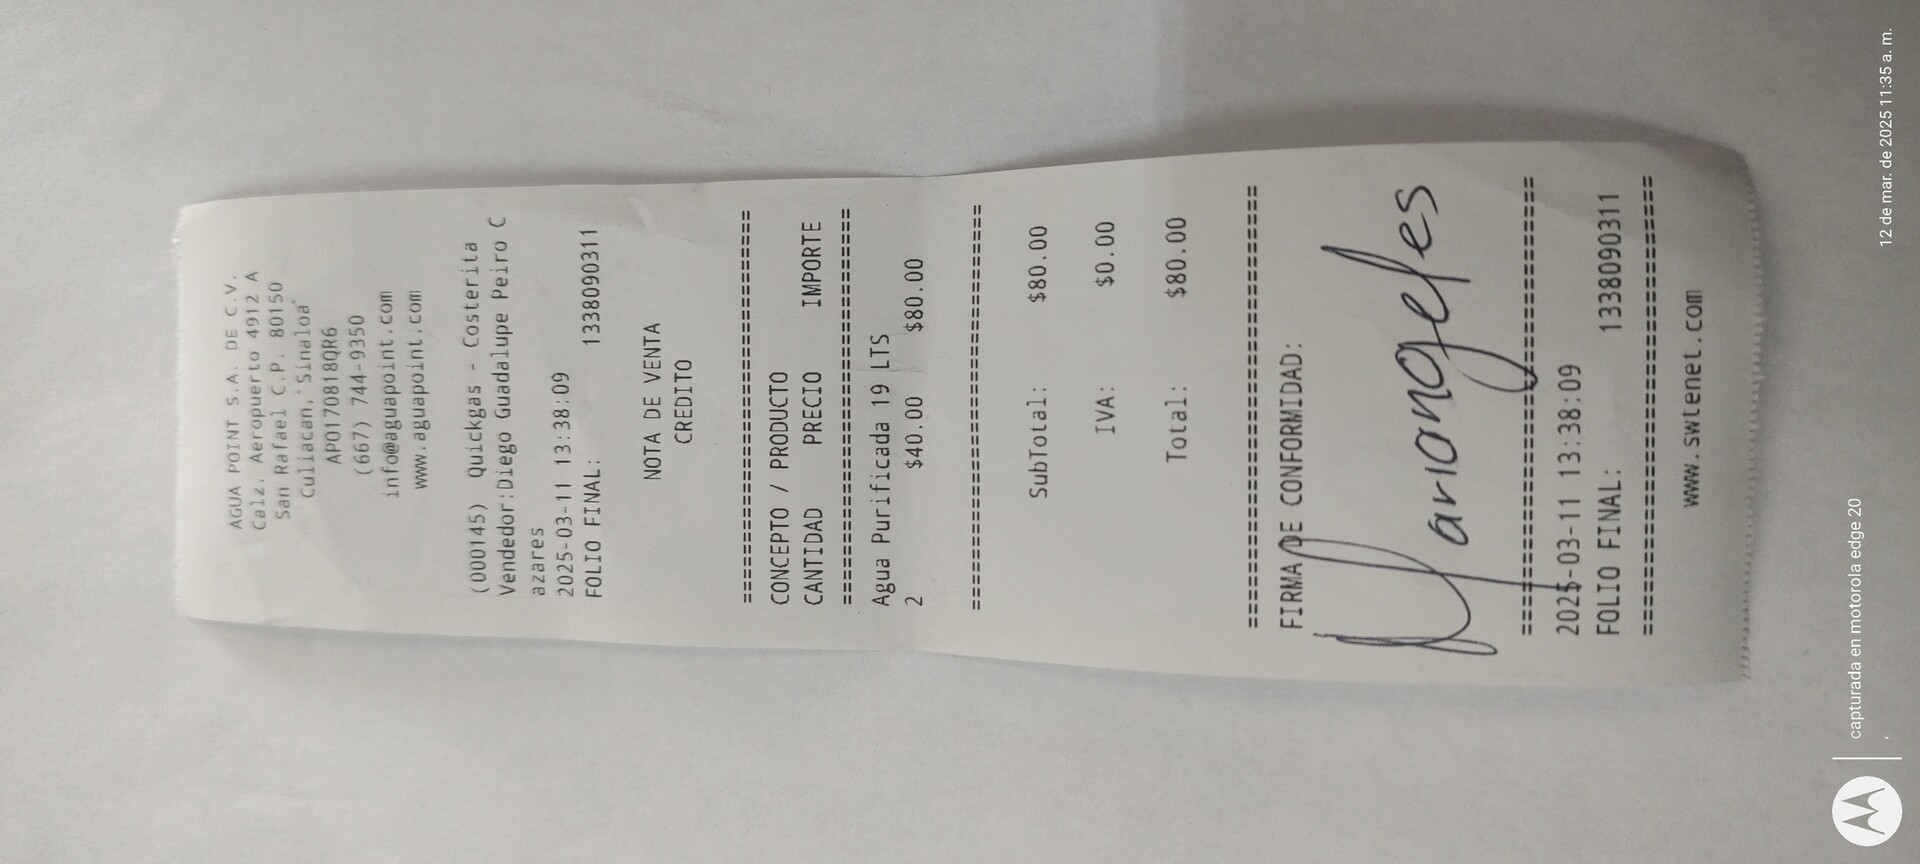 AGUA POINT S.A. DE C.V.
Calz. Aeropuerto 4912 A
San Rafael C.P. 80150
Culiacan, Sinaloa
APO170818QR6
(667) 744-9350
info@aguapoint.com
www.aguapoint.com
(000145) Quickgas - Costerita
Vendedor:Diego Guadalupe Peiro C
azares
2025-03-11 13:38:09
FOLIO FINAL: 1338090311
NOTA DE VENTA
CREDITO
================================
CONCEPTO / PRODUCTO
CANTIDAD PRECIO IMPORTE
================================
Agua Purificada 19 LTS
2 $40.00 $80.00
================================
SubTotal: $80.00
IVA: $0.00
Total: $80.00
================================
FIRMA DE CONFORMIDAD:
Mariangeles
================================
2025-03-11 13:38:09
FOLIO FINAL: 1338090311
================================
www.swtenet.com
capturada en motorola edge 20
12 de mar. de 2025 11:35 a. m.